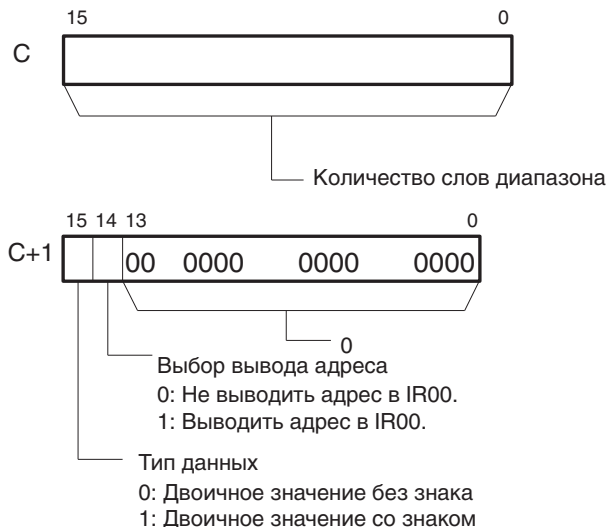 15 0
C
Количество слов диапазона
15 14 13 0
C+1 00 0000 0000 0000
0
Выбор вывода адреса
0: Не выводить адрес в IR00.
1: Выводить адрес в IR00.
Тип данных
0: Двоичное значение без знака
1: Двоичное значение со знаком